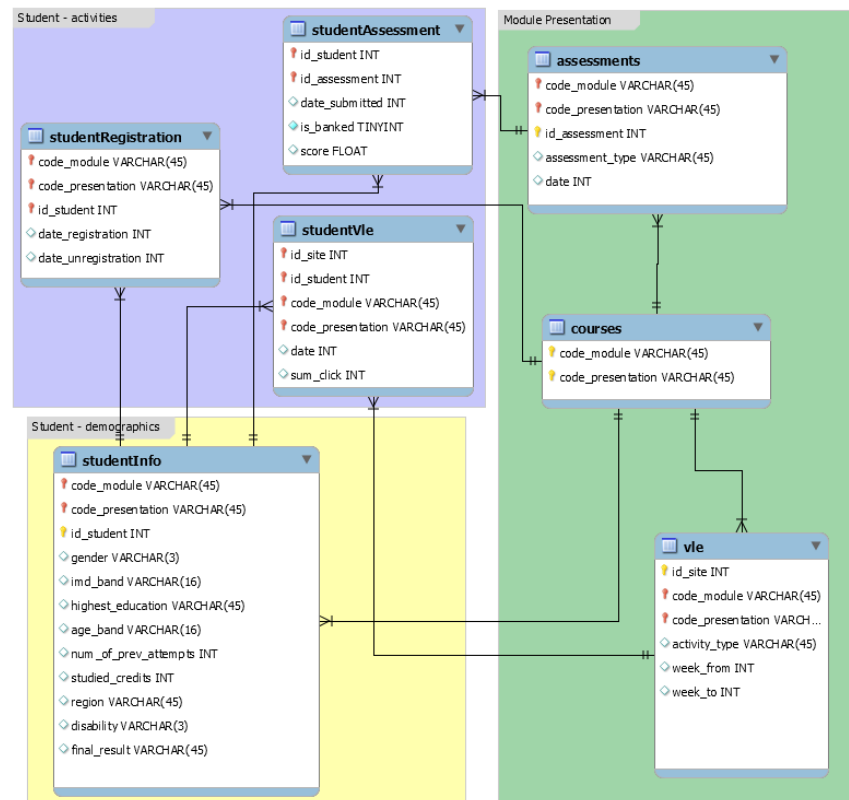 Student - activities
studentAssessment
id_student INT
id_assessment INT
date_submitted INT
is_banked TINYINT
score FLOAT
studentRegistration
code_module VARCHAR(45)
code_presentation VARCHAR(45)
id_student INT
date_registration INT
date_unregistration INT
studentVle
id_site INT
id_student INT
code_module VARCHAR(45)
code_presentation VARCHAR(45)
date INT
sum_click INT
Student - demographics
studentInfo
code_module VARCHAR(45)
code_presentation VARCHAR(45)
id_student INT
gender VARCHAR(3)
imd_band VARCHAR(16)
highest_education VARCHAR(45)
age_band VARCHAR(16)
num_of_prev_attempts INT
studied_credits INT
region VARCHAR(45)
disability VARCHAR(3)
final_result VARCHAR(45)
Module Presentation
assessments
code_module VARCHAR(45)
code_presentation VARCHAR(45)
id_assessment INT
assessment_type VARCHAR(45)
date INT
courses
code_module VARCHAR(45)
code_presentation VARCHAR(45)
vle
id_site INT
code_module VARCHAR(45)
code_presentation VARCH...
activity_type VARCHAR(45)
week_from INT
week_to INT